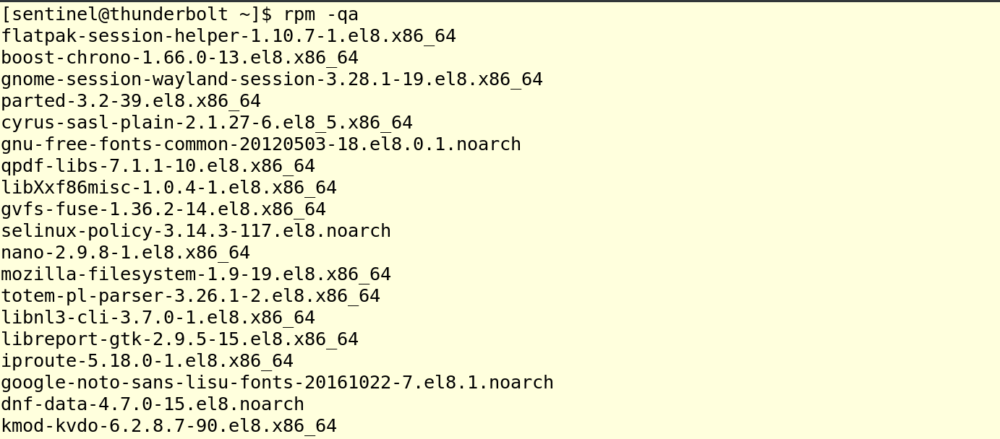 [sentinel@thunderbolt ~]$ rpm -qa
flatpak-session-helper-1.10.7-1.el8.x86_64
boost-chrono-1.66.0-13.el8.x86_64
gnome-session-wayland-session-3.28.1-19.el8.x86_64
parted-3.2-39.el8.x86_64
cyrus-sasl-plain-2.1.27-6.el8_5.x86_64
gnu-free-fonts-common-20120503-18.el8.0.1.noarch
qpdf-libs-7.1.1-10.el8.x86_64
libXxf86misc-1.0.4-1.el8.x86_64
gvfs-fuse-1.36.2-14.el8.x86_64
selinux-policy-3.14.3-117.el8.noarch
nano-2.9.8-1.el8.x86_64
mozilla-filesystem-1.9-19.el8.x86_64
totem-pl-parser-3.26.1-2.el8.x86_64
libnl3-cli-3.7.0-1.el8.x86_64
libreport-gtk-2.9.5-15.el8.x86_64
iproute-5.18.0-1.el8.x86_64
google-noto-sans-lisu-fonts-20161022-7.el8.1.noarch
dnf-data-4.7.0-15.el8.noarch
kmod-kvdo-6.2.8.7-90.el8.x86_64